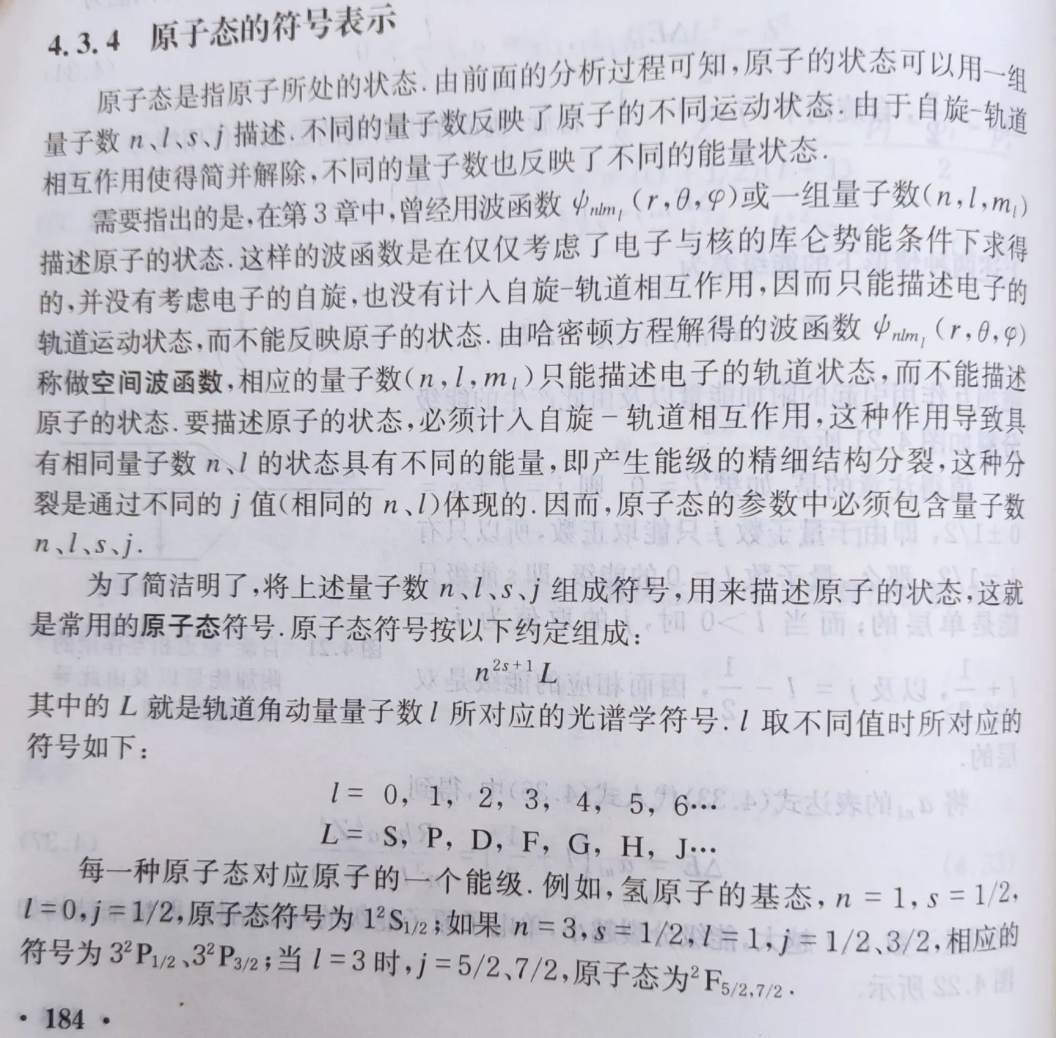 4.3.4 原子态的符号表示
原子态是指原子所处的状态.由前面的分析过程可知,原子的状态可以用一组
量子数 n、l、s、j 描述.不同的量子数反映了原子的不同运动状态.由于自旋-轨道
相互作用使得简并解除,不同的量子数也反映了不同的能量状态.
需要指出的是,在第 3 章中,曾经用波函数 ψnlm_l (r,θ,φ)或一组量子数(n,l,m_l)
描述原子的状态.这样的波函数是在仅仅考虑了电子与核的库仑势能条件下求得
的,并没有考虑电子的自旋,也没有计入自旋-轨道相互作用,因而只能描述电子的
轨道运动状态,而不能反映原子的状态.由哈密顿方程解得的波函数 ψnlm_l (r,θ,φ)
称做空间波函数,相应的量子数(n,l,m_l)只能描述电子的轨道状态,而不能描述
原子的状态.要描述原子的状态,必须计入自旋-轨道相互作用,这种作用导致具
有相同量子数 n、l 的状态具有不同的能量,即产生能级的精细结构分裂,这种分
裂是通过不同的 j 值(相同的 n、l)体现的.因而,原子态的参数中必须包含量子数
n、l、s、j.
为了简洁明了,将上述量子数 n、l、s、j 组成符号,用来描述原子的状态,这就
是常用的原子态符号.原子态符号按以下约定组成:
n²ˢ⁺¹L
其中的 L 就是轨道角动量量子数 l 所对应的光谱学符号.l 取不同值时所对应的
符号如下:
l = 0, 1, 2, 3, 4, 5, 6…
L= S, P, D, F, G, H, J…
每一种原子态对应原子的一个能级.例如,氢原子的基态,n = 1,s = 1/2,
l=0,j=1/2,原子态符号为 1²S₁/₂;如果 n=3,s=1/2,l=1,j=1/2、3/2,相应的
符号为 3²P₁/₂、3²P₃/₂;当 l=3 时,j=5/2、7/2,原子态为²F₅/₂,₇/₂.
· 184 ·